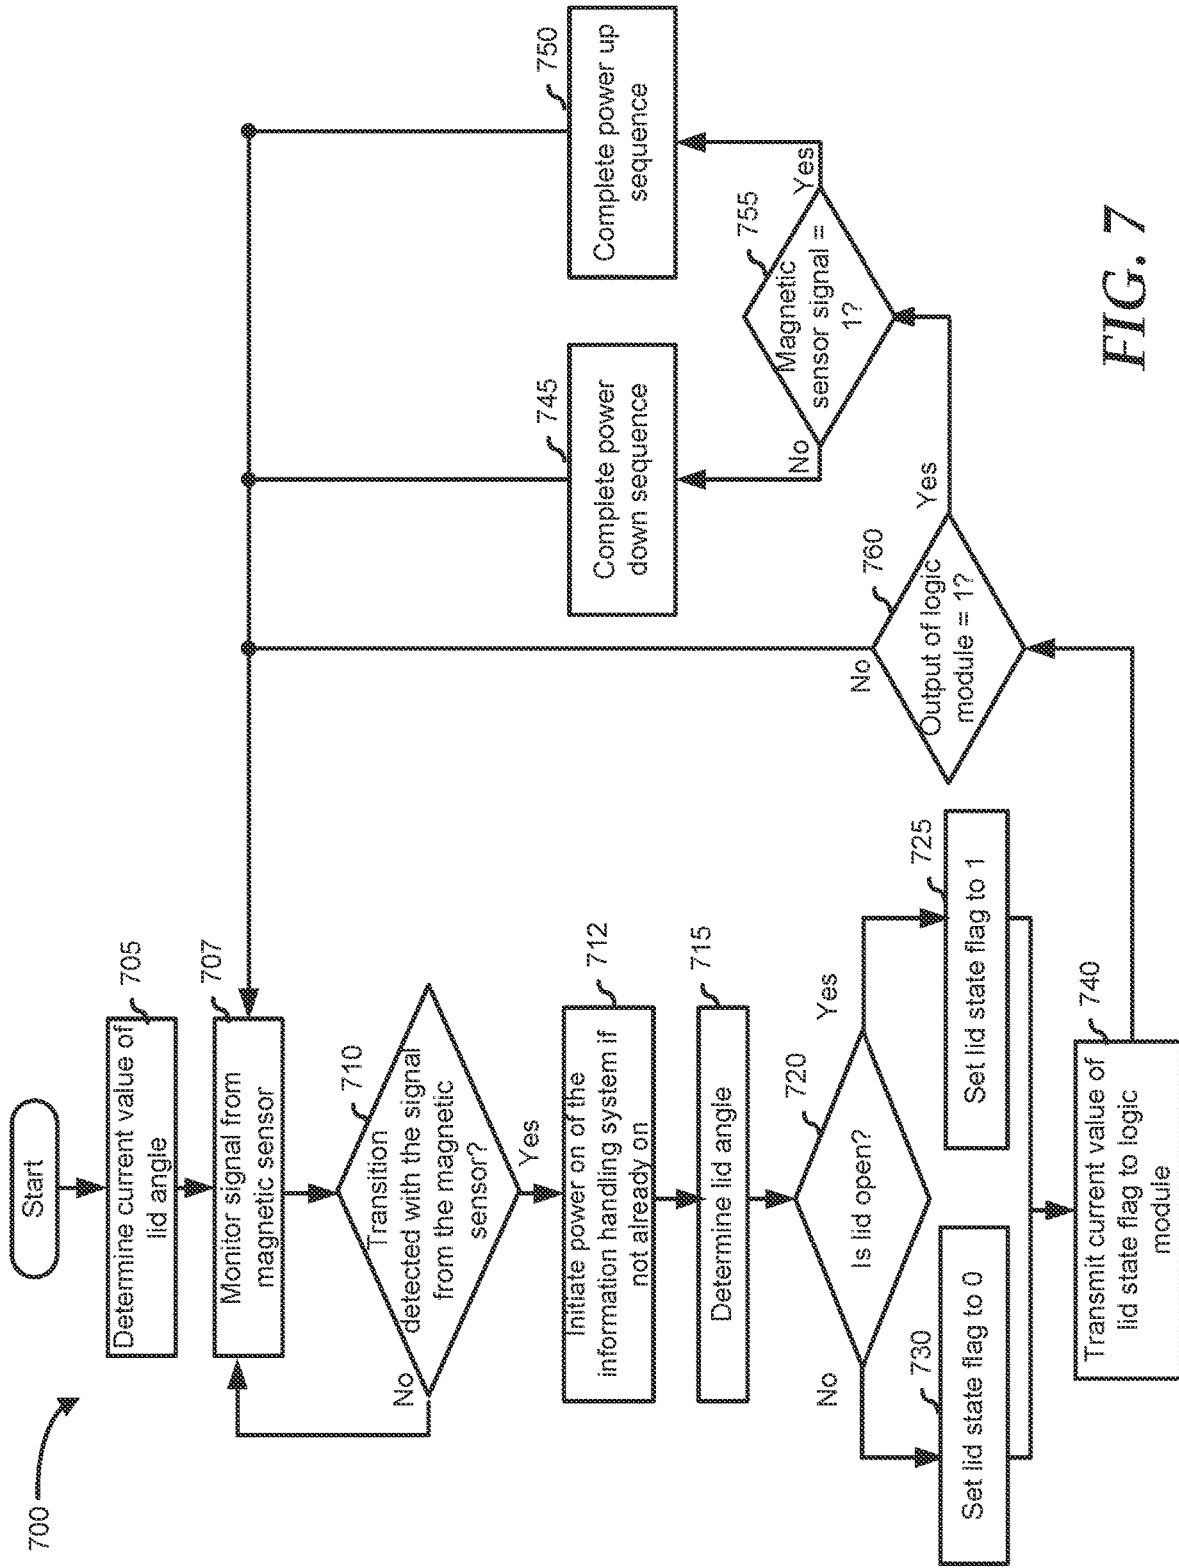 700
Start
705
Determine current value of
lid angle
707
Monitor signal from
magnetic sensor
710
Transition
detected with the signal
from the magnetic
sensor?
No
Yes
712
Initiate power on of the
information handling system if
not already on
715
Determine lid angle
720
Is lid open?
No
Yes
730
Set lid state flag to 0
725
Set lid state flag to 1
740
Transmit current value of
lid state flag to logic
module
760
Output of logic
module = 1?
No
Yes
755
Magnetic
sensor signal =
1?
No
Yes
745
Complete power
down sequence
750
Complete power up
sequence
FIG. 7